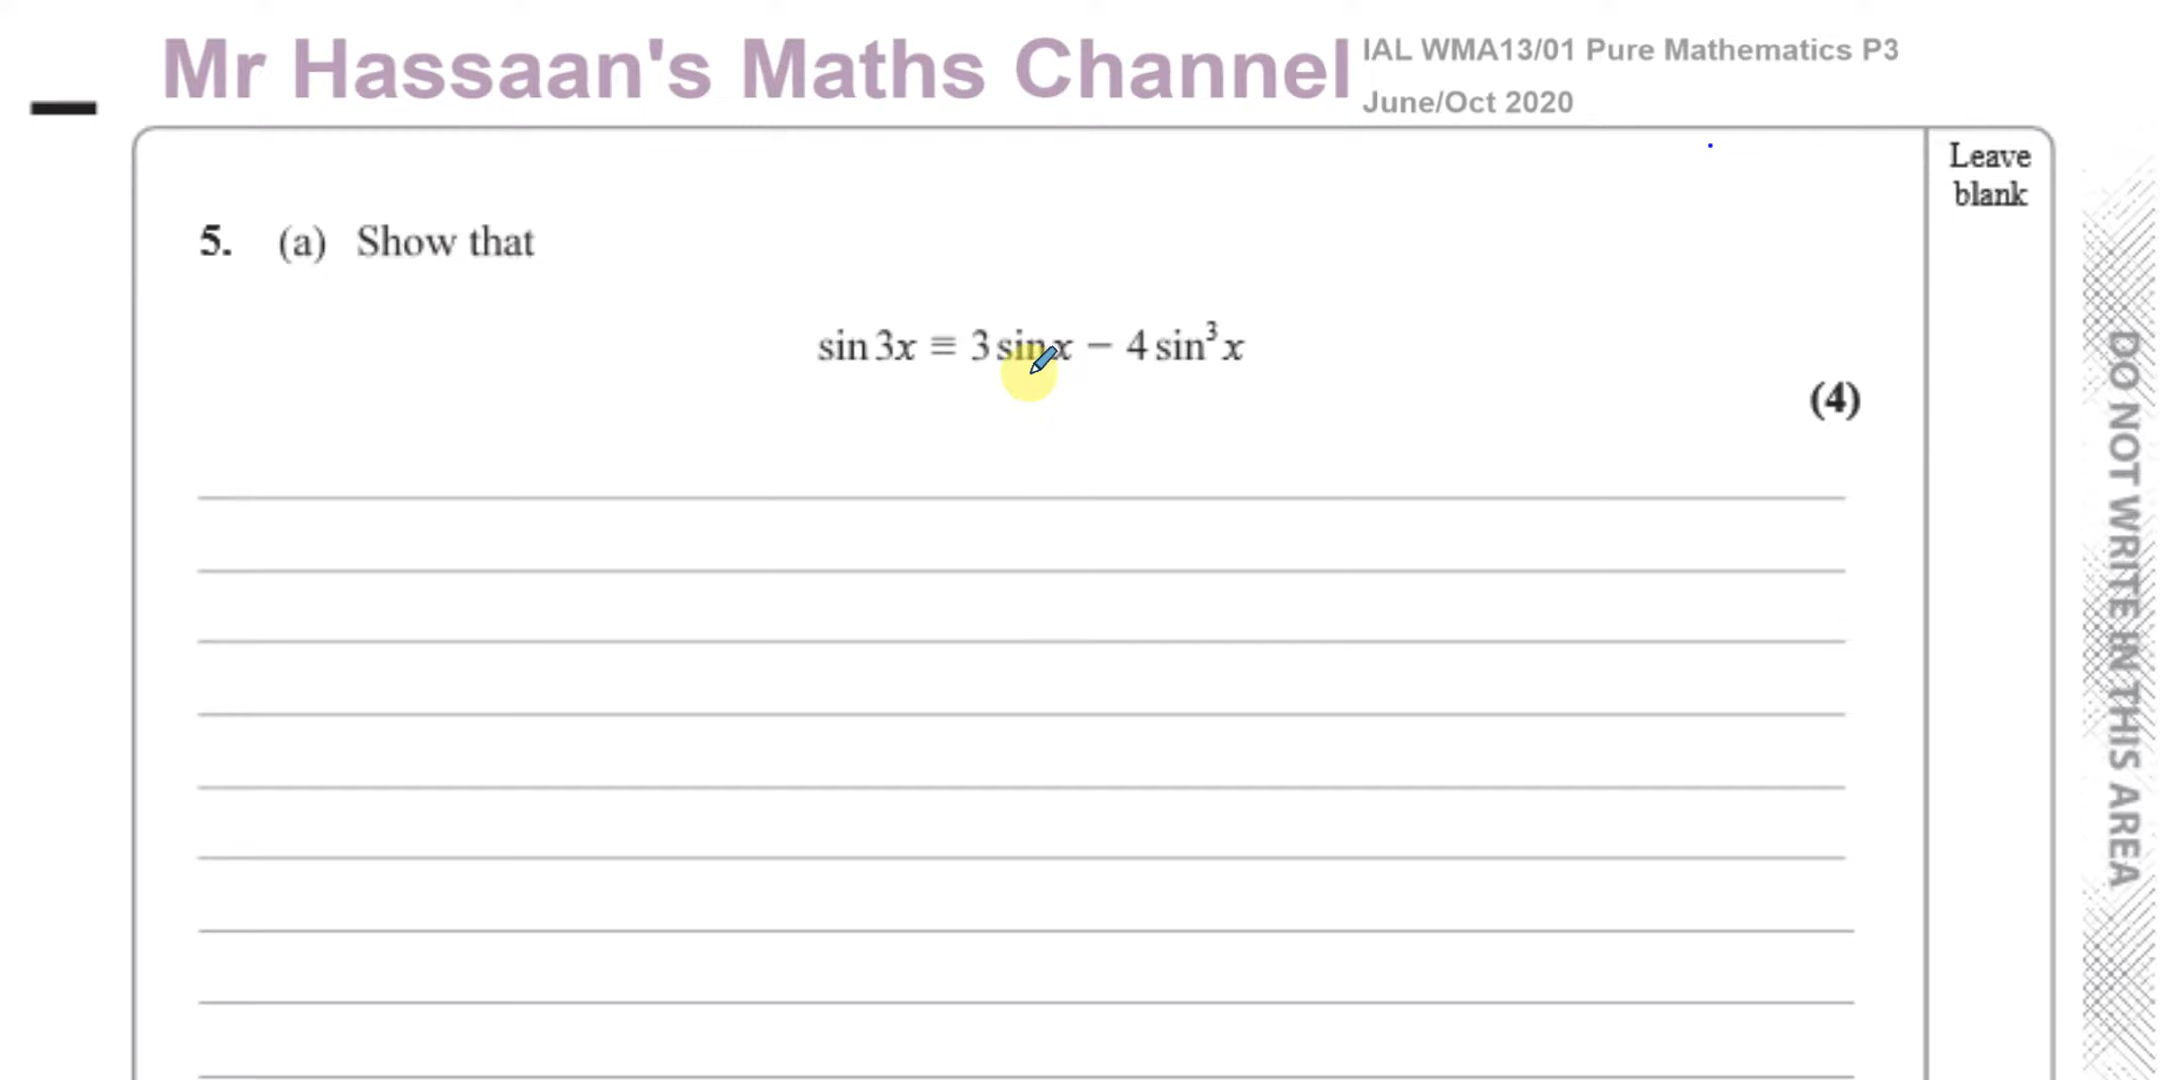 Mr Hassaan's Maths Channel
IAL WMA13/01 Pure Mathematics P3
June/Oct 2020
Leave
blank
5. (a) Show that
sin 3x ≡ 3 sin x − 4 sin³ x
(4)
DO NOT WRITE IN THIS AREA